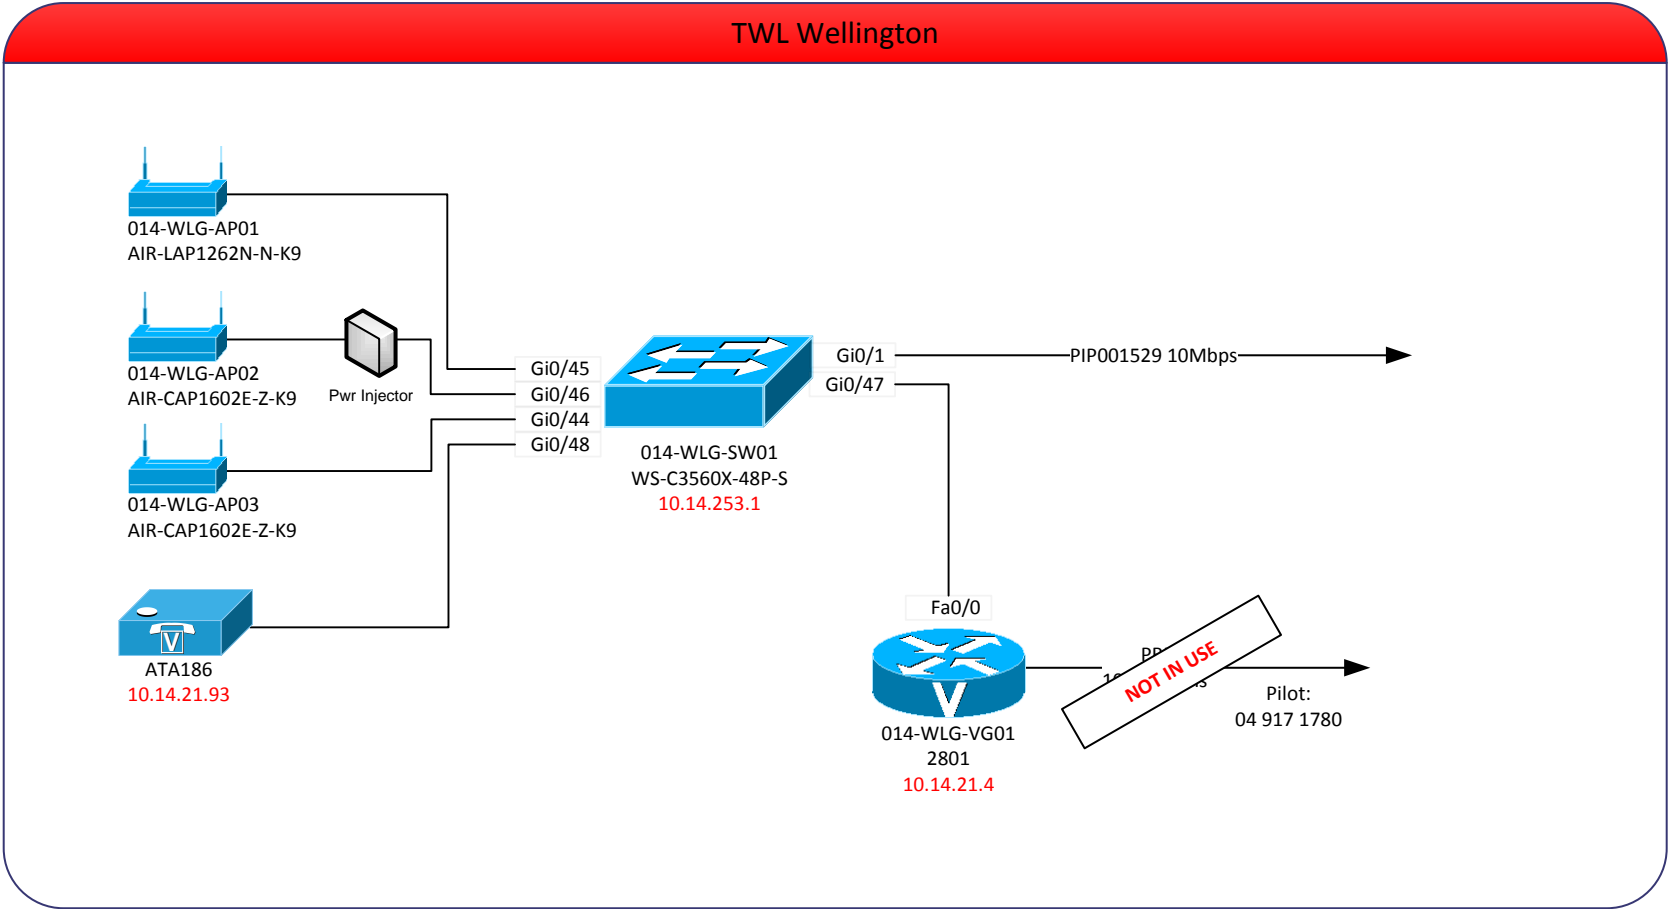 TWL Wellington
014-WLG-AP01
AIR-LAP1262N-N-K9
014-WLG-AP02
AIR-CAP1602E-Z-K9
Pwr Injector
014-WLG-AP03
AIR-CAP1602E-Z-K9
ATA186
10.14.21.93
Gi0/45
Gi0/46
Gi0/44
Gi0/48
014-WLG-SW01
WS-C3560X-48P-S
10.14.253.1
Gi0/1
Gi0/47
PIP001529 10Mbps
Fa0/0
V
V
014-WLG-VG01
2801
10.14.21.4
NOT IN USE
Pilot:
04 917 1780